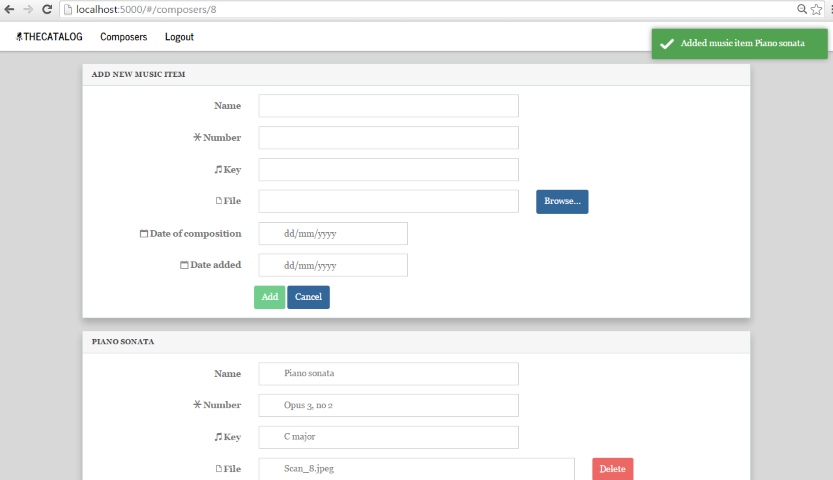 localhost:5000/#/composers/8
THECATALOG Composers Logout
Added music item Piano sonata
ADD NEW MUSIC ITEM
Name
Number
Key
File Browse...
Date of composition dd/mm/yyyy
Date added dd/mm/yyyy
Add Cancel
PIANO SONATA
Name Piano sonata
Number Opus 3, no 2
Key C major
File Scan_8.jpeg Delete